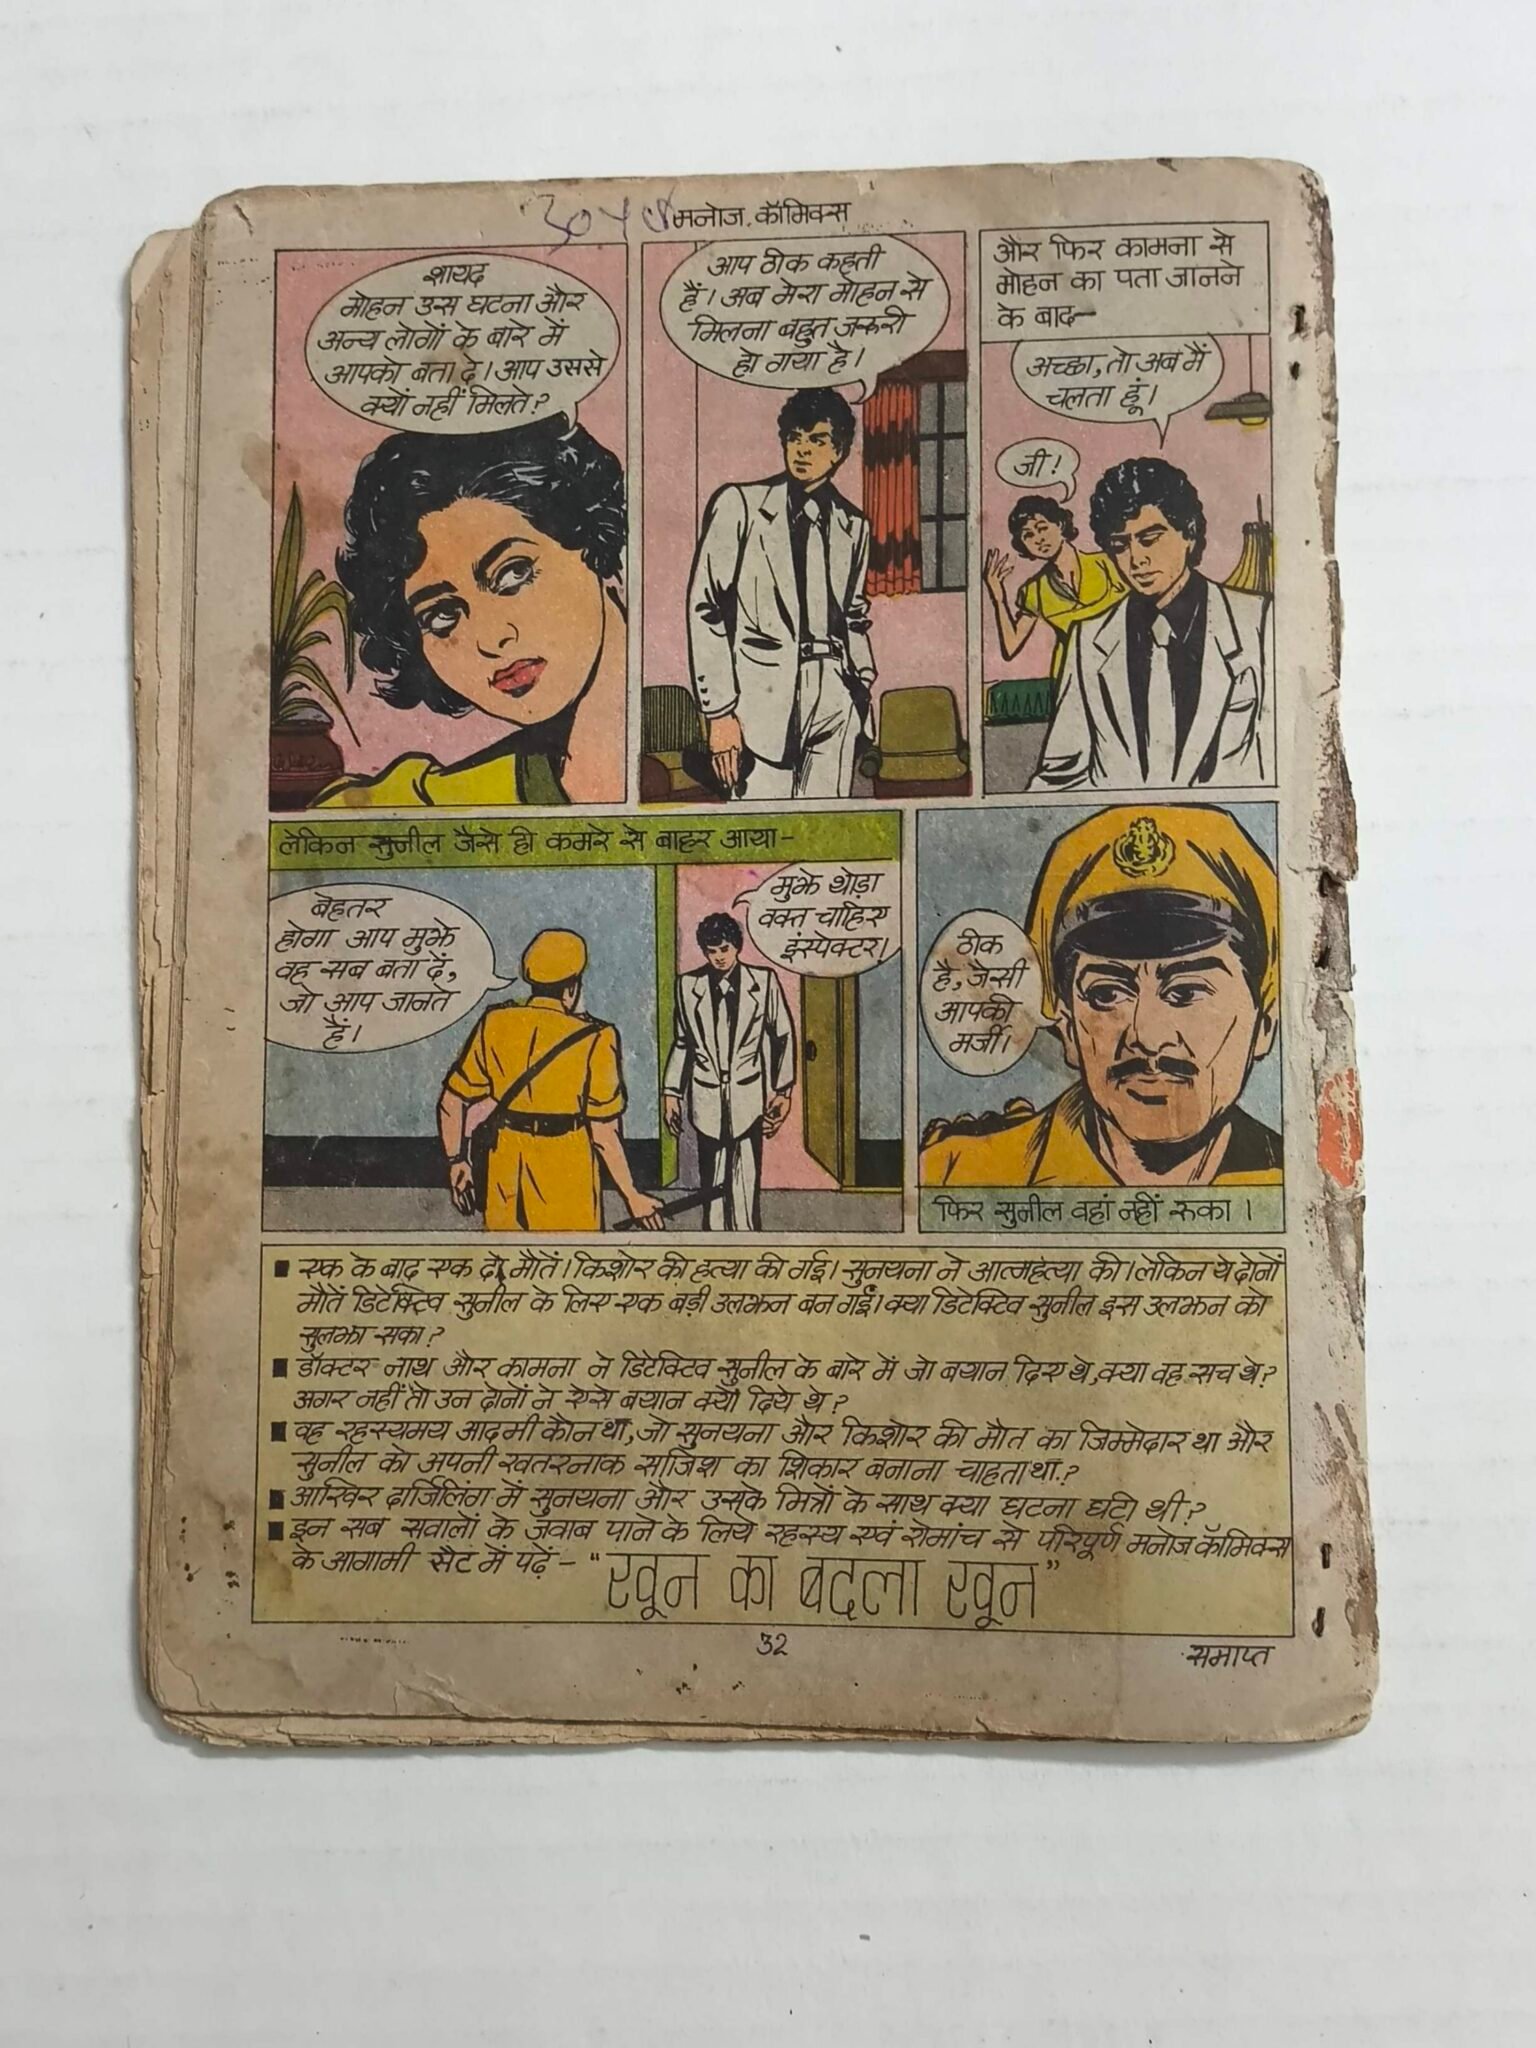 मनोज कॉमिक्स
शायद
मोहन उस घटना और
अन्य लोगों के बारे में
आपको बता दे। आप उससे
क्यों नहीं मिलते?
आप ठीक कहती
हैं। अब मेरा मोहन से
मिलना बहुत जरूरी
हो गया है।
और फिर कामना से
मोहन का पता जानने
के बाद—
अच्छा, तो अब मैं
चलता हूं।
जी!
लेकिन सुनील जैसे ही कमरे से बाहर आया—
बेहतर
होगा आप मुझे
वह सब बता दें,
जो आप जानते
हैं।
मुझे थोड़ा
वक्त चाहिए
इंस्पेक्टर।
ठीक
है, जैसी
आपकी
मर्जी।
फिर सुनील वहां नहीं रूका।
■ एक के बाद एक दो मौतें। किशोर की हत्या की गई। सुनयना ने आत्महत्या की। लेकिन ये दोनों
मौतें डिटेक्टिव सुनील के लिए एक बड़ी उलझन बन गईं। क्या डिटेक्टिव सुनील इस उलझन को
सुलझा सका?
■ डॉक्टर नाथ और कामना ने डिटेक्टिव सुनील के बारे में जो बयान दिए थे, क्या वह सच थे?
अगर नहीं तो उन दोनों ने ऐसे बयान क्यों दिये थे?
■ वह रहस्यमय आदमी कौन था, जो सुनयना और किशोर की मौत का जिम्मेदार था और
सुनील को अपनी खतरनाक साजिश का शिकार बनाना चाहता था?
■ आखिर दार्जिलिंग में सुनयना और उसके मित्रों के साथ क्या घटना घटी थी?
■ इन सब सवालों के जवाब पाने के लिये रहस्य एवं रोमांच से परिपूर्ण मनोज कॉमिक्स
के आगामी सैट में पढ़ें— "खून का बदला खून"
32
समाप्त